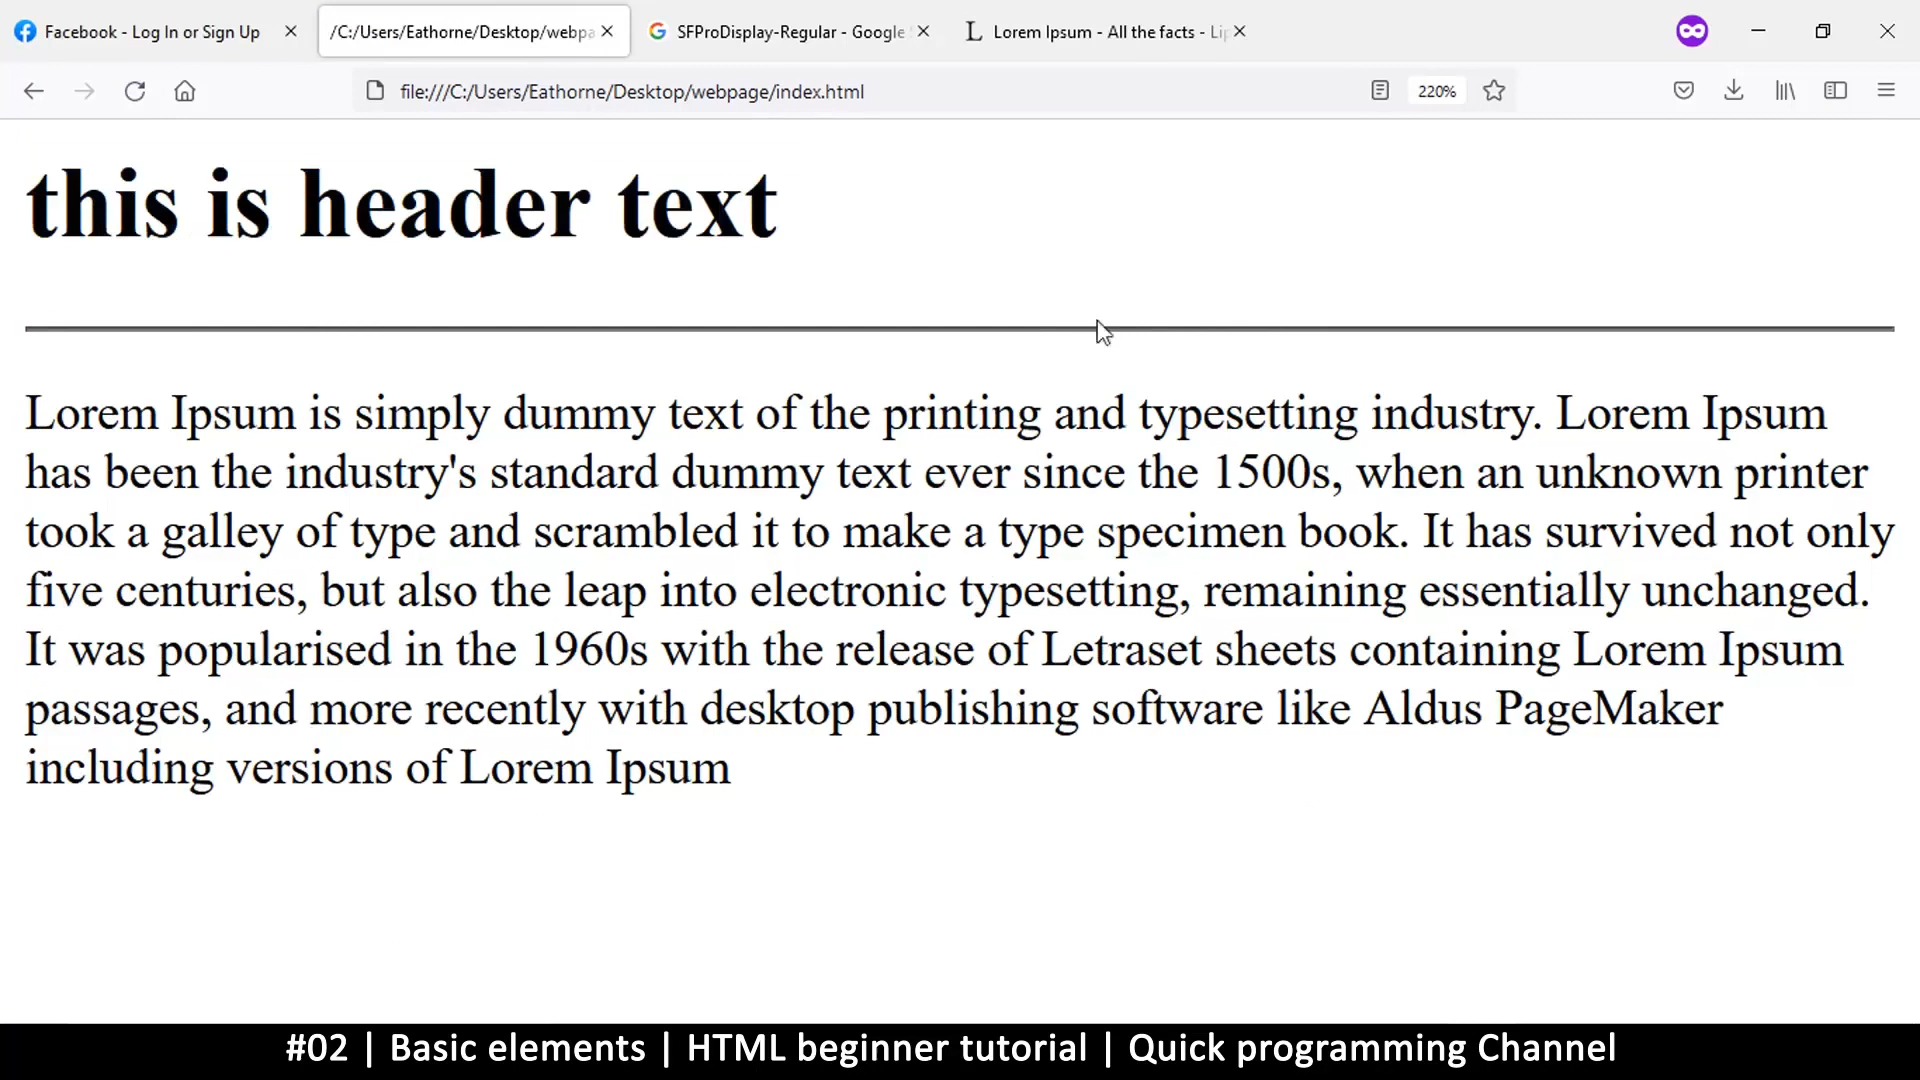 Facebook - Log In or Sign Up
/C:/Users/Eathorne/Desktop/webpa
SFProDisplay-Regular - Google
L
Lorem Ipsum - All the facts - Lip
file:///C:/Users/Eathorne/Desktop/webpage/index.html
220%
this is header text
Lorem Ipsum is simply dummy text of the printing and typesetting industry. Lorem Ipsum
has been the industry's standard dummy text ever since the 1500s, when an unknown printer
took a galley of type and scrambled it to make a type specimen book. It has survived not only
five centuries, but also the leap into electronic typesetting, remaining essentially unchanged.
It was popularised in the 1960s with the release of Letraset sheets containing Lorem Ipsum
passages, and more recently with desktop publishing software like Aldus PageMaker
including versions of Lorem Ipsum
#02 | Basic elements | HTML beginner tutorial | Quick programming Channel